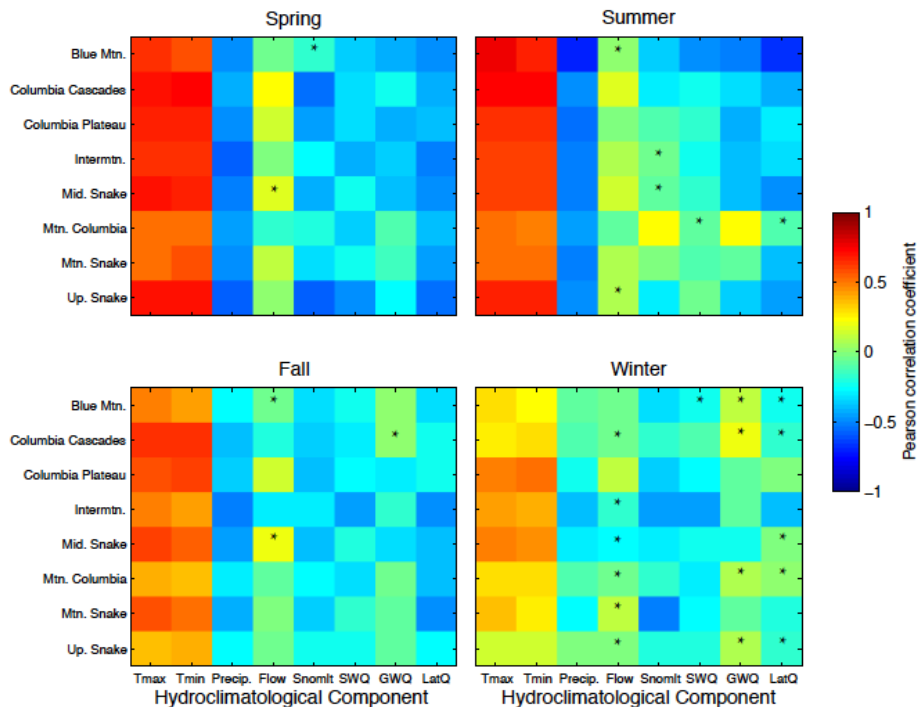 Spring
Summer
Blue Mtn.
Columbia Cascades
Columbia Plateau
Intermtn.
Mid. Snake
Mtn. Columbia
Mtn. Snake
Up. Snake
*
*
*
*
*
*
*
*
1
0.5
0
−0.5
−1
Pearson correlation coefficient
Fall
Winter
Blue Mtn.
Columbia Cascades
Columbia Plateau
Intermtn.
Mid. Snake
Mtn. Columbia
Mtn. Snake
Up. Snake
* * * *
* * * *
*
* * *
* * *
*
* * *
Tmax Tmin Precip. Flow Snomlt SWQ GWQ LatQ
Tmax Tmin Precip. Flow Snomlt SWQ GWQ LatQ
Hydroclimatological Component
Hydroclimatological Component